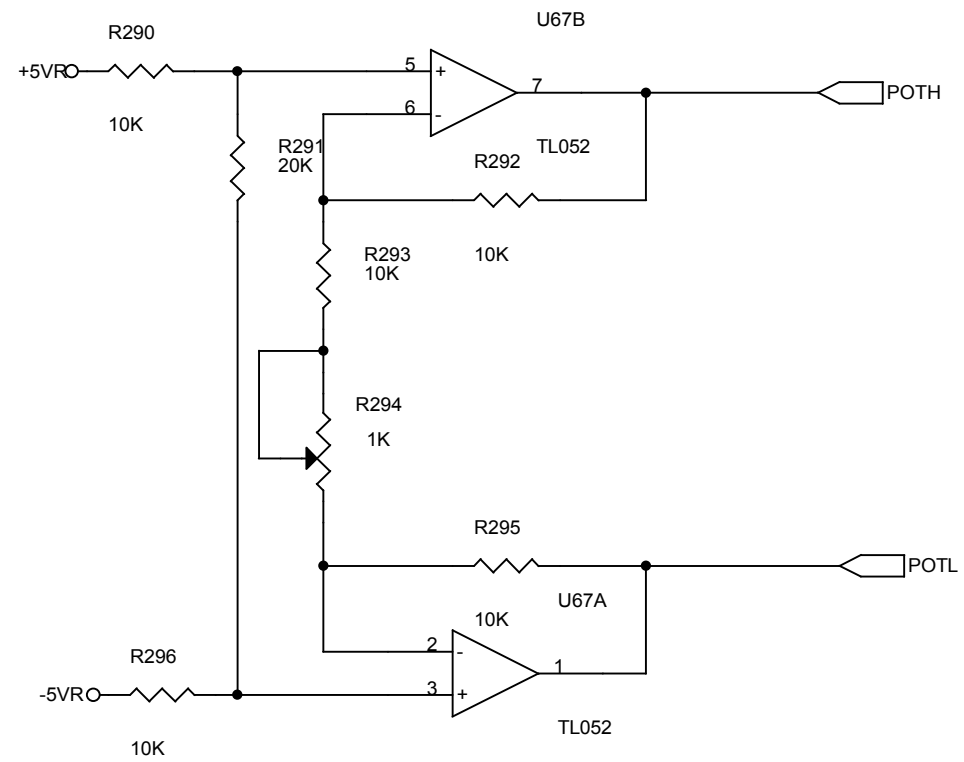 U67B
R290
+5VR
5
+
7
POTH
6
-
10K
R291
20K
TL052
R292
R293
10K
10K
R294
1K
R295
POTL
U67A
10K
2
-
1
R296
-5VR
3
+
TL052
10K